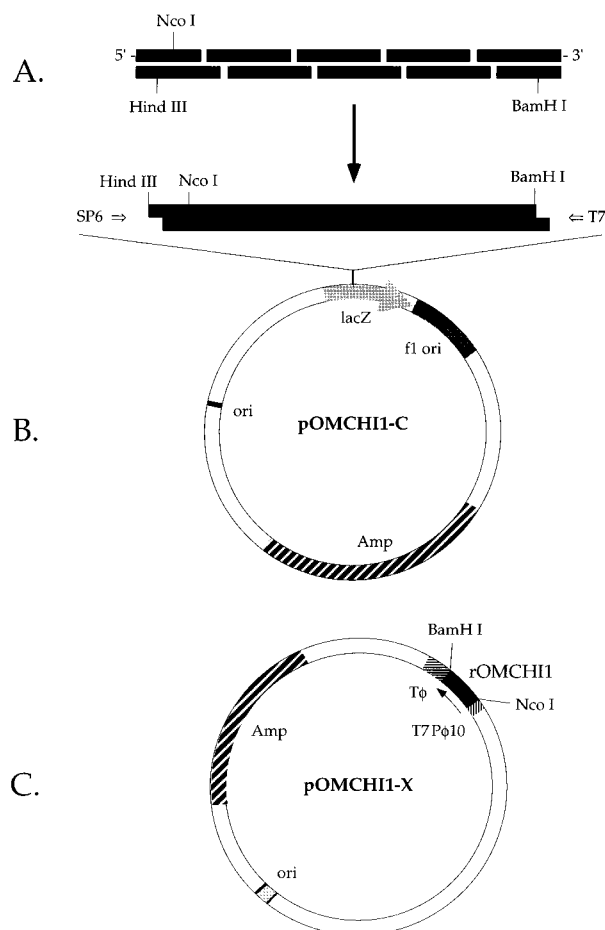 Nco I
5' - - 3'
A.
Hind III BamH I
Hind III Nco I BamH I
SP6 ⇒ ⇐ T7
lacZ
f1 ori
ori
B.
pOMCHI1-C
Amp
BamH I
rOMCHI1
Tϕ
Nco I
T7 Pϕ10
Amp
C.
pOMCHI1-X
ori